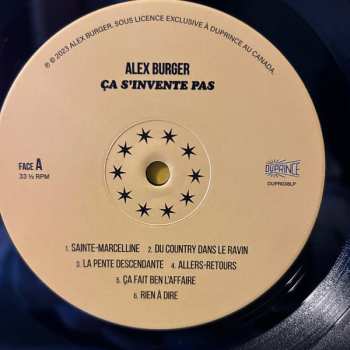 ℗ © 2023 ALEX BURGER, SOUS LICENCE EXCLUSIVE À DUPRINCE AU CANADA.
ALEX BURGER
ÇA S'INVENTE PAS
FACE A
33 ⅓ RPM
DUPRINCE
DUPR038LP
1. SAINTE-MARCELLINE 2. DU COUNTRY DANS LE RAVIN
3. LA PENTE DESCENDANTE 4. ALLERS-RETOURS
5. ÇA FAIT BEN L'AFFAIRE
6. RIEN À DIRE